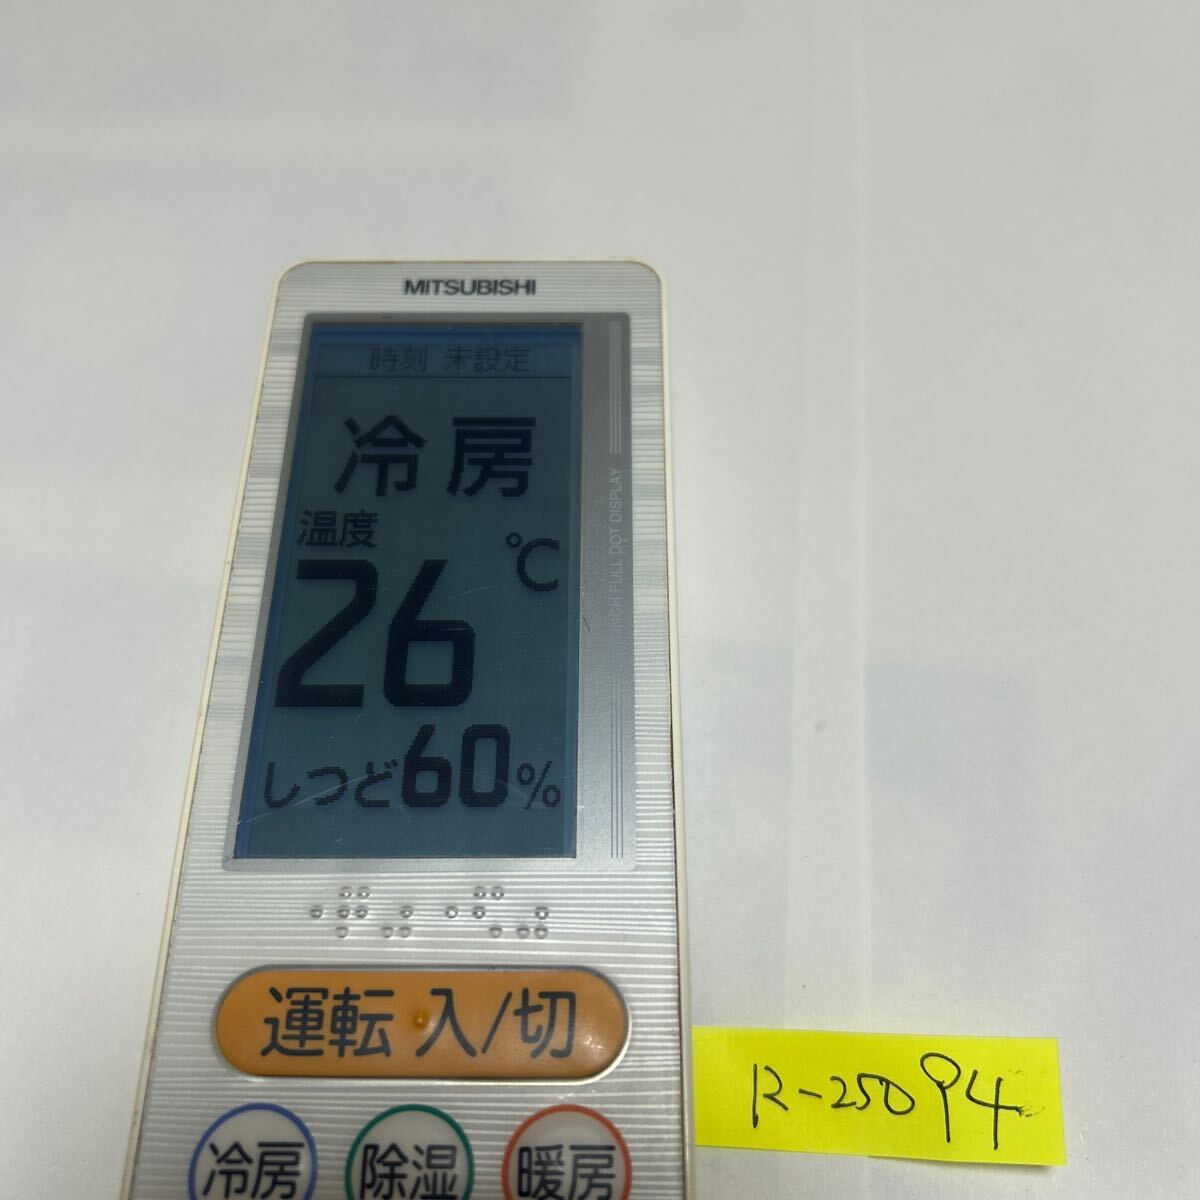 MITSUBISHI
時刻 未設定
冷房
温度
26℃
しつど60%
INCH FULL DOT DISPLAY
運転 入/切
冷房 除湿 暖房
R-25094